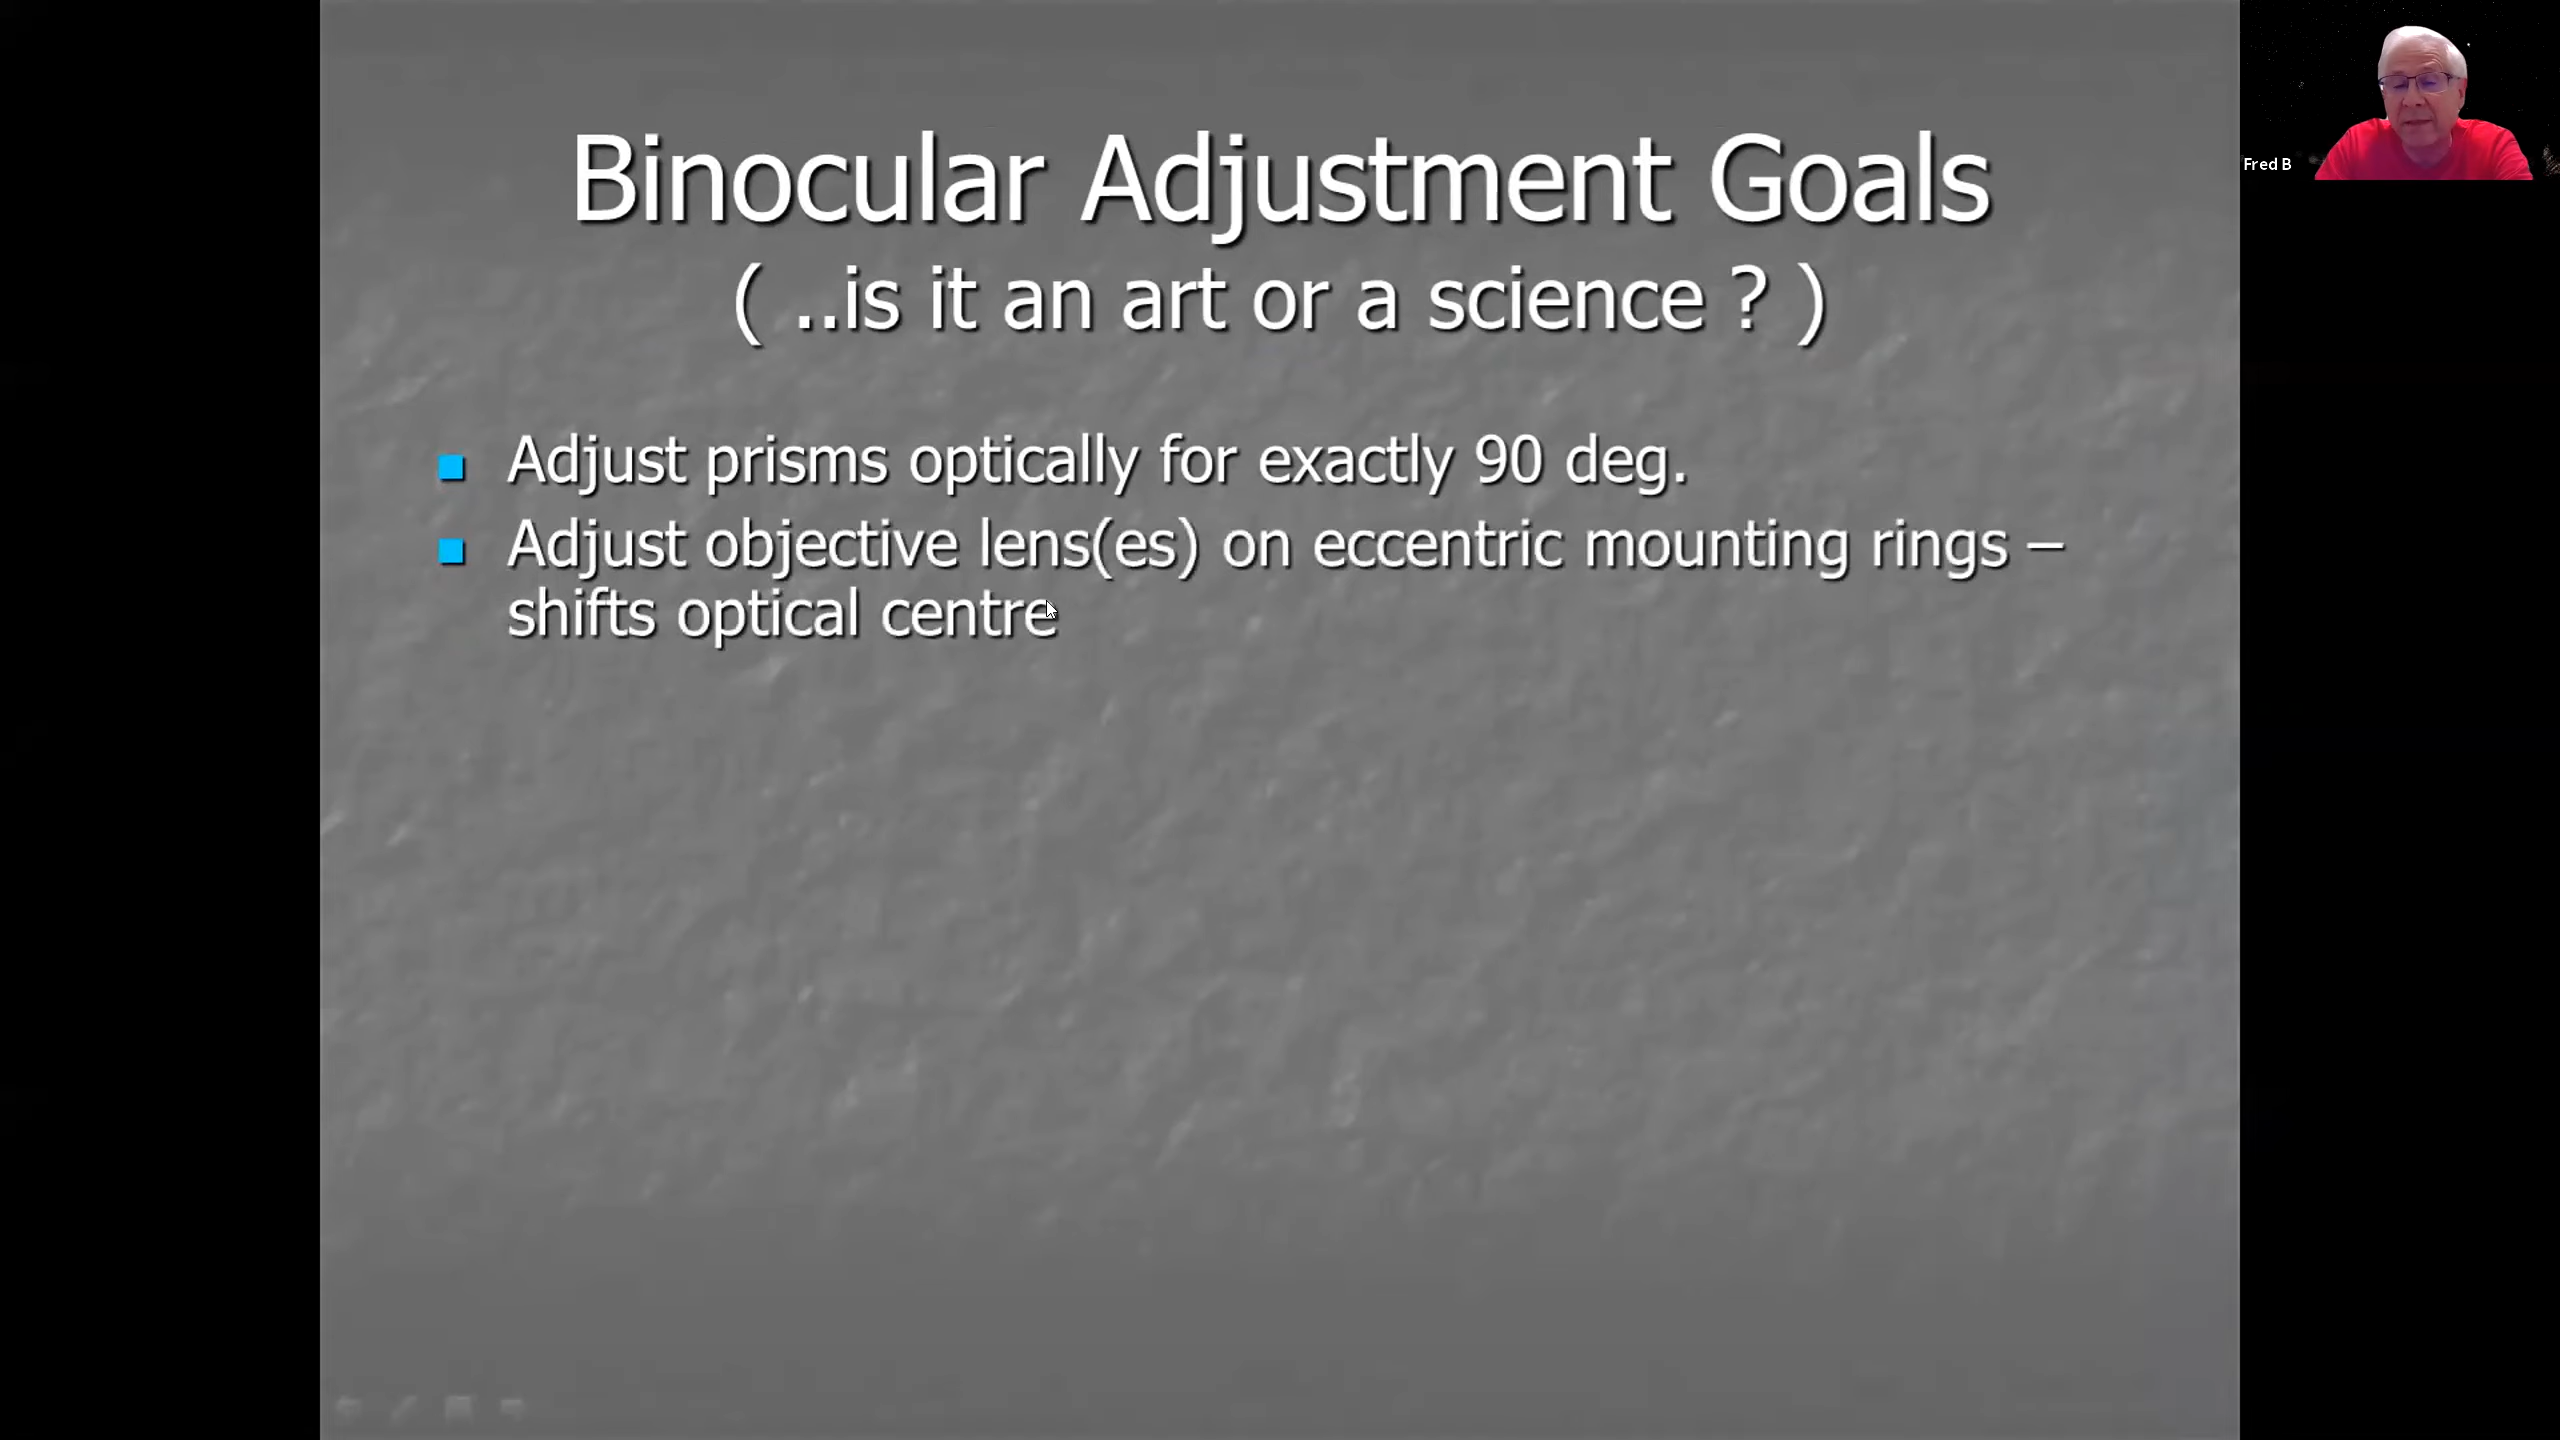 Binocular Adjustment Goals
( ..is it an art or a science ? )
Adjust prisms optically for exactly 90 deg.
Adjust objective lens(es) on eccentric mounting rings –
shifts optical centre
Fred B